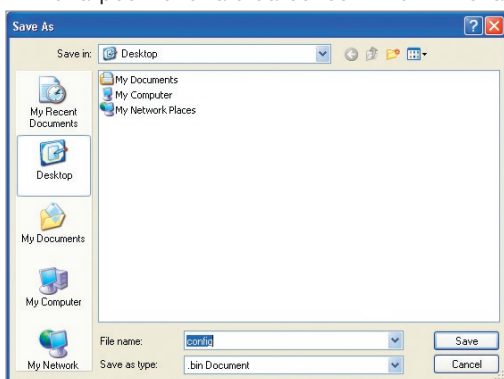 Save As
Save in:
Desktop
My Recent
Documents
Desktop
My Documents
My Computer
My Network
My Documents
My Computer
My Network Places
File name:
config
Save
Save as type:
.bin Document
Cancel